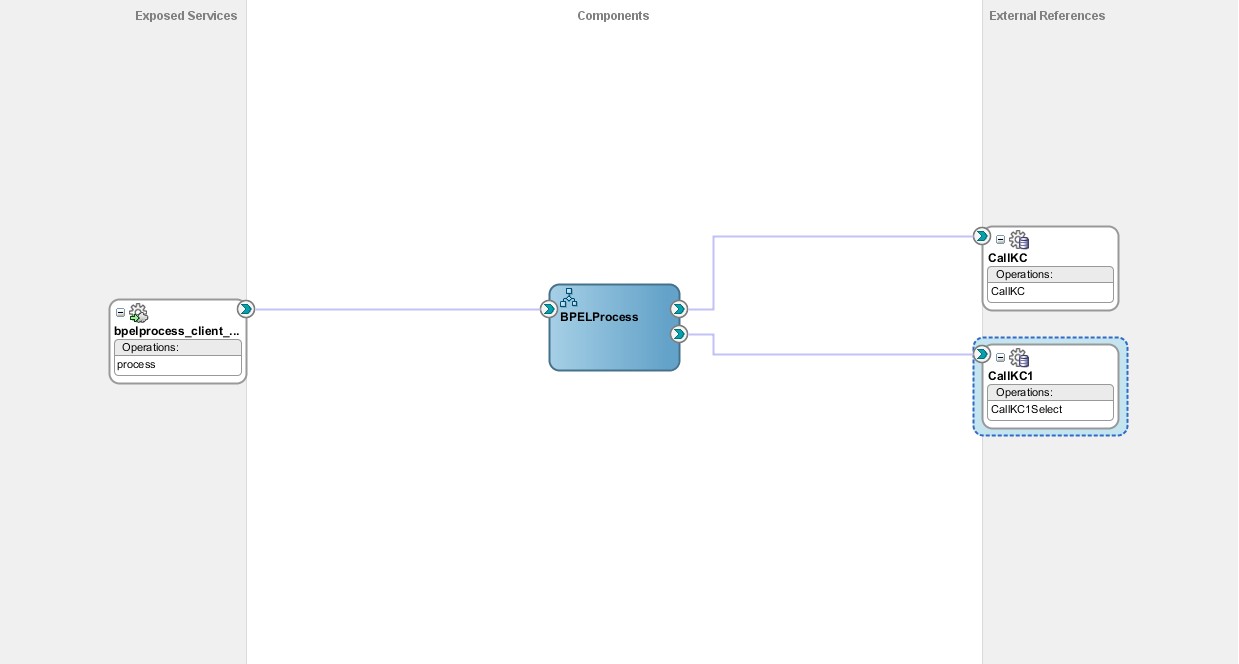 Exposed Services
Components
External References
bpelprocess_client_...
Operations:
process
BPELProcess
CallKC
Operations:
CallKC
CallKC1
Operations:
CallKC1Select